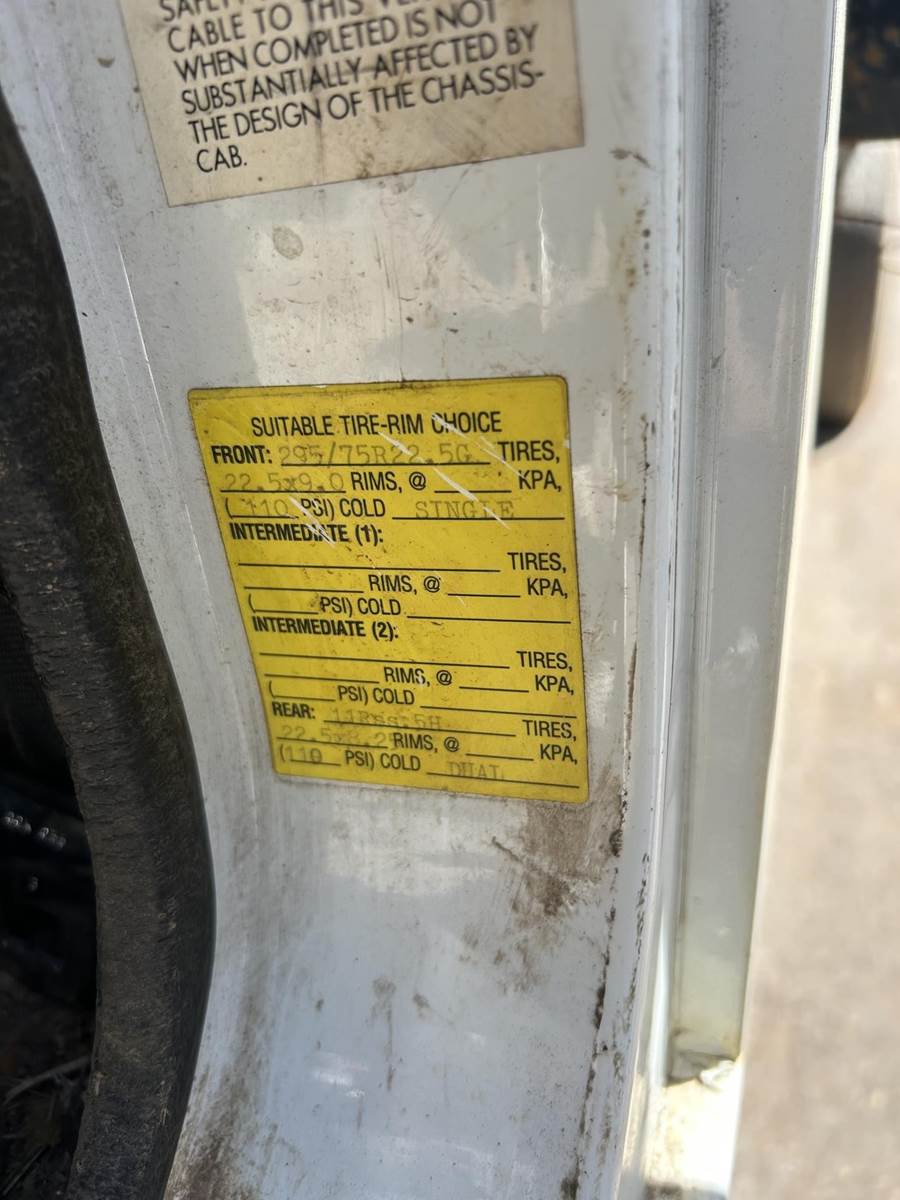 CABLE TO THIS
WHEN COMPLETED IS NOT
SUBSTANTIALLY AFFECTED BY
THE DESIGN OF THE CHASSIS-
CAB.
SUITABLE TIRE-RIM CHOICE
FRONT: 295/75R22.5G TIRES,
22.5x9.0 RIMS, @ KPA,
(110 PSI) COLD SINGLE
INTERMEDIATE (1):
TIRES,
RIMS, @ KPA,
( PSI) COLD
INTERMEDIATE (2):
TIRES,
RIMS, @ KPA,
( PSI) COLD
REAR: TIRES,
RIMS, @ KPA,
(110 PSI) COLD DUAL